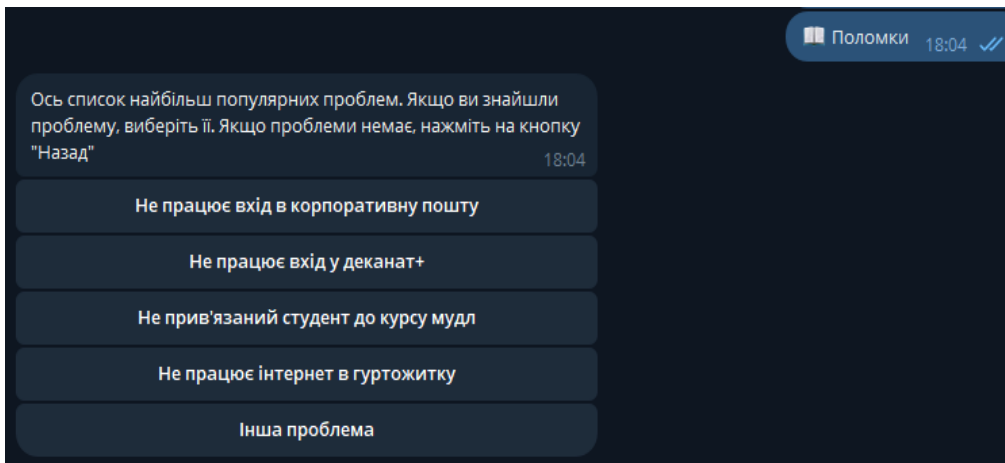 Поломки 18:04
Ось список найбільш популярних проблем. Якщо ви знайшли
проблему, виберіть її. Якщо проблеми немає, нажміть на кнопку
"Назад" 18:04
Не працює вхід в корпоративну пошту
Не працює вхід у деканат+
Не прив'язаний студент до курсу мудл
Не працює інтернет в гуртожитку
Інша проблема